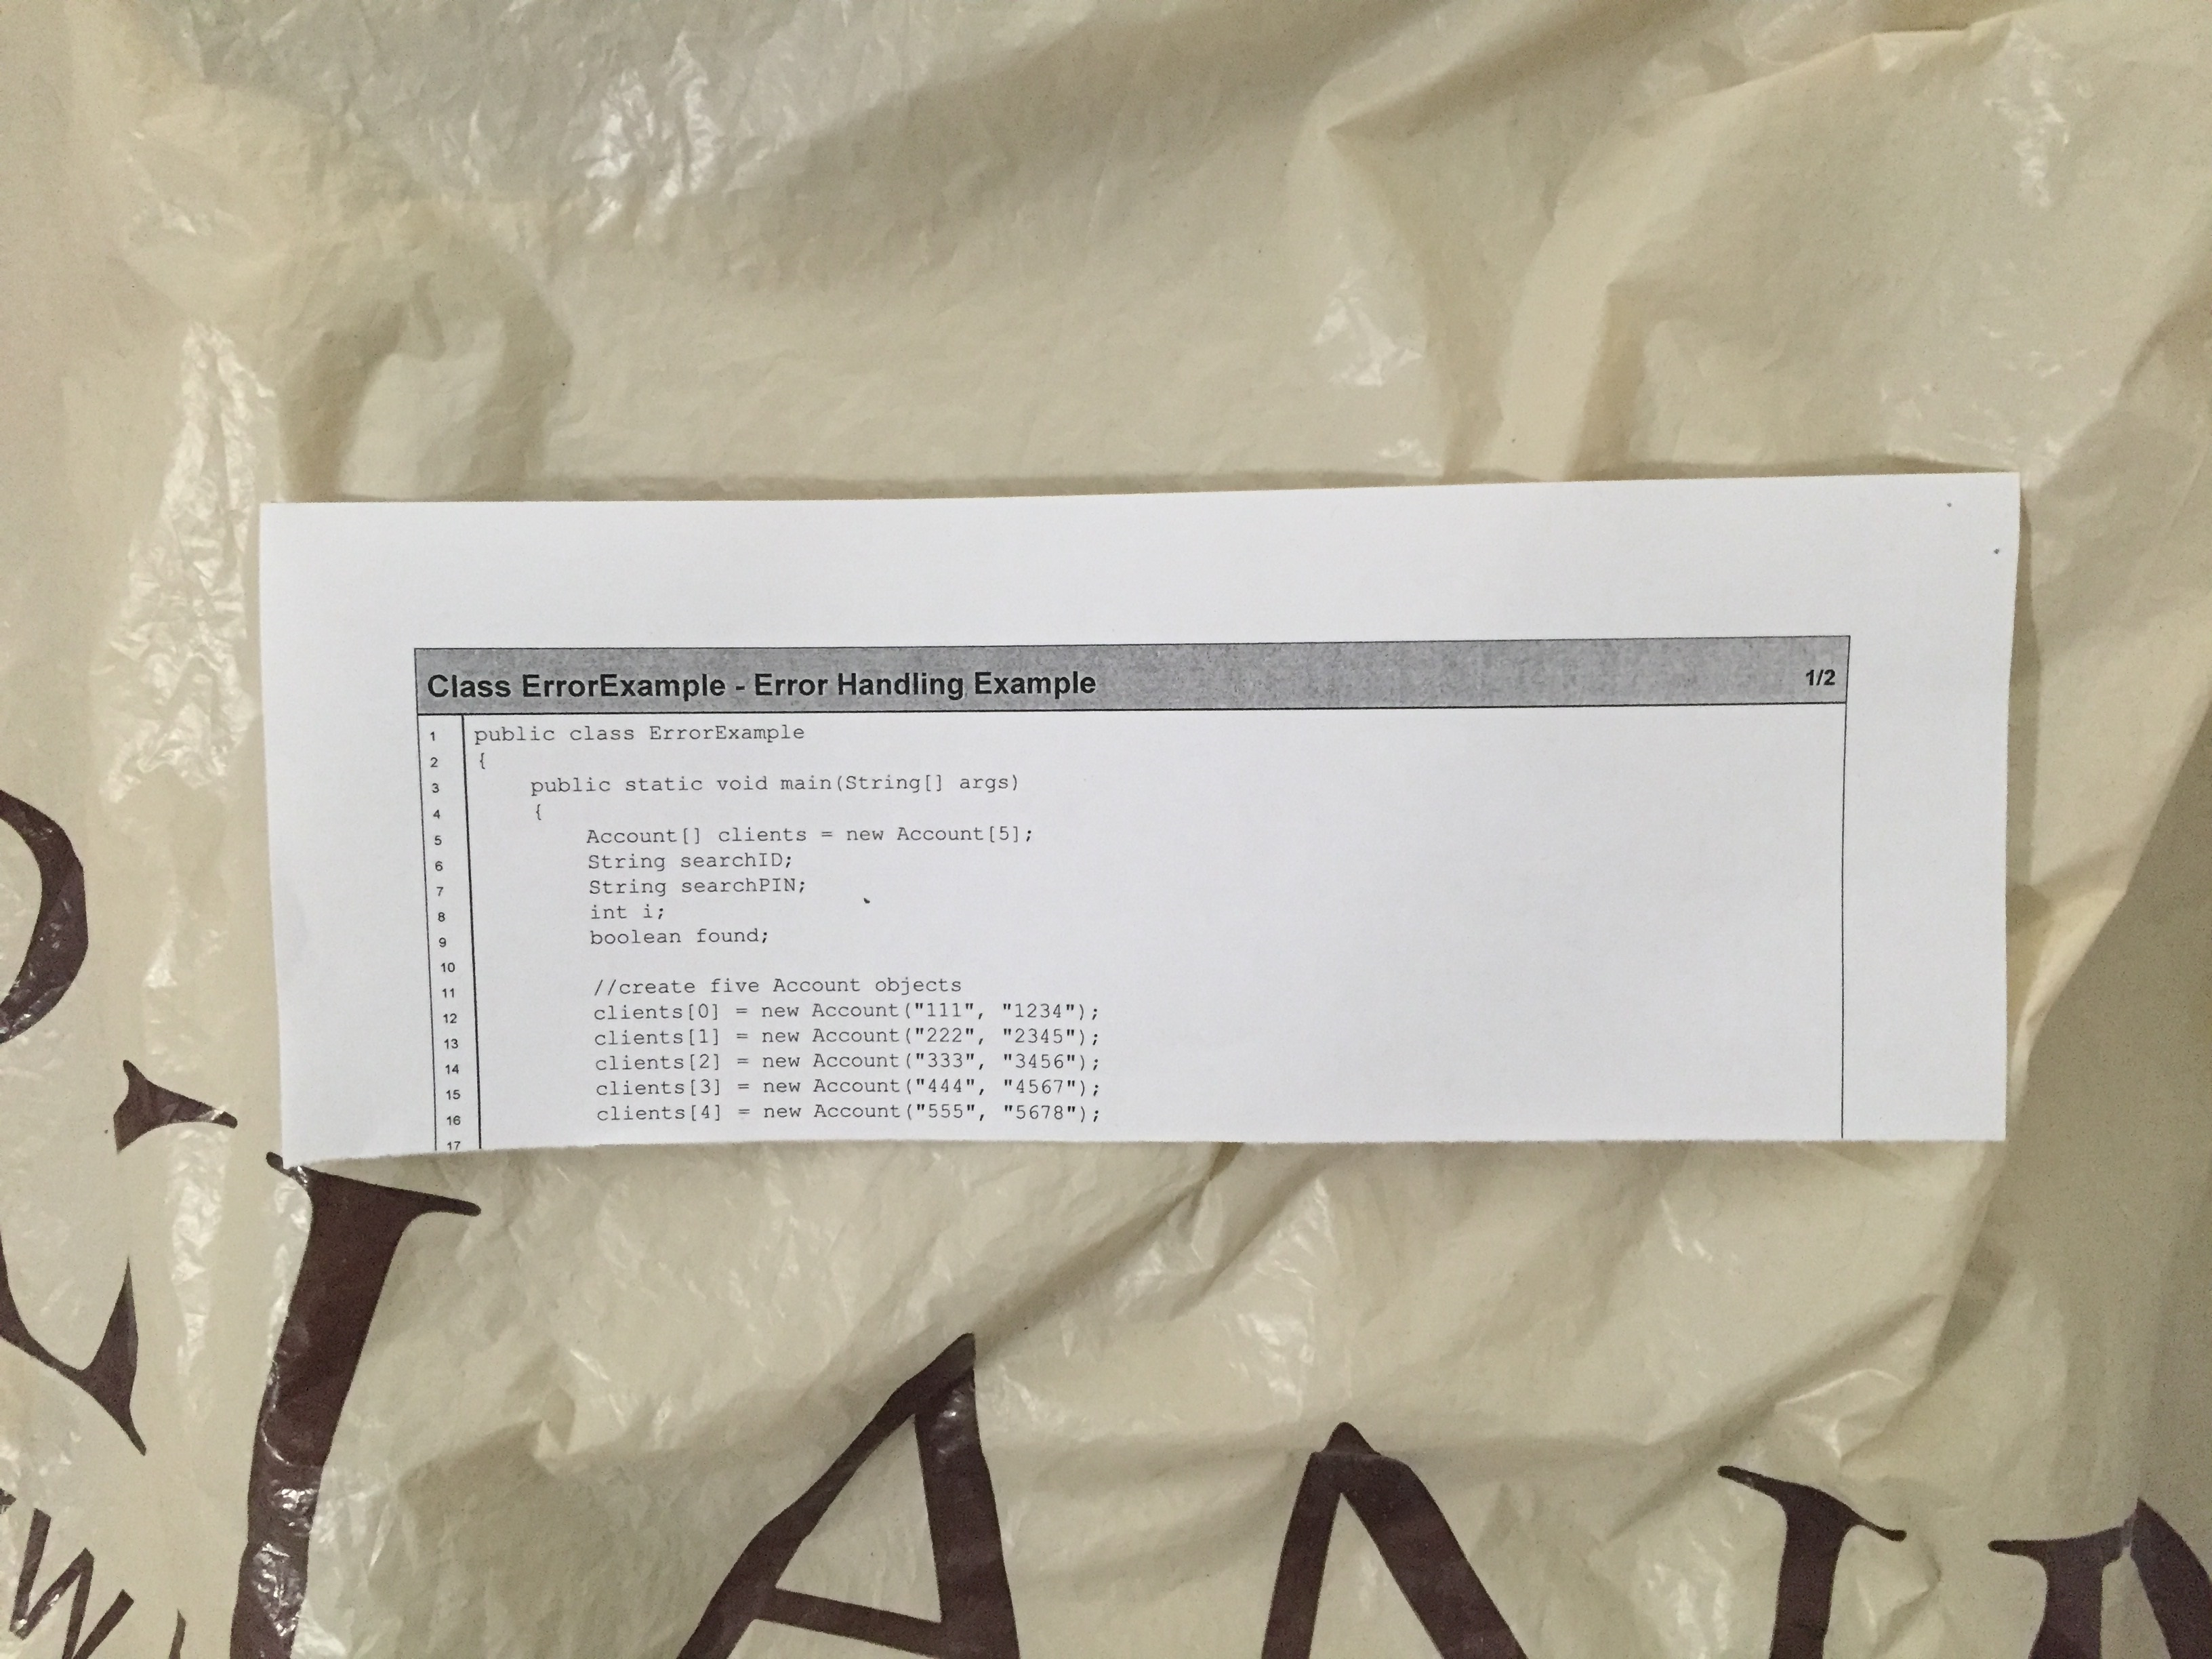 Class ErrorExample - Error Handling Example 1/2
1 public class ErrorExample
2 {
3 public static void main(String[] args)
4 {
5 Account[] clients = new Account[5];
6 String searchID;
7 String searchPIN;
8 int i;
9 boolean found;
10
11 //create five Account objects
12 clients[0] = new Account("111", "1234");
13 clients[1] = new Account("222", "2345");
14 clients[2] = new Account("333", "3456");
15 clients[3] = new Account("444", "4567");
16 clients[4] = new Account("555", "5678");
17